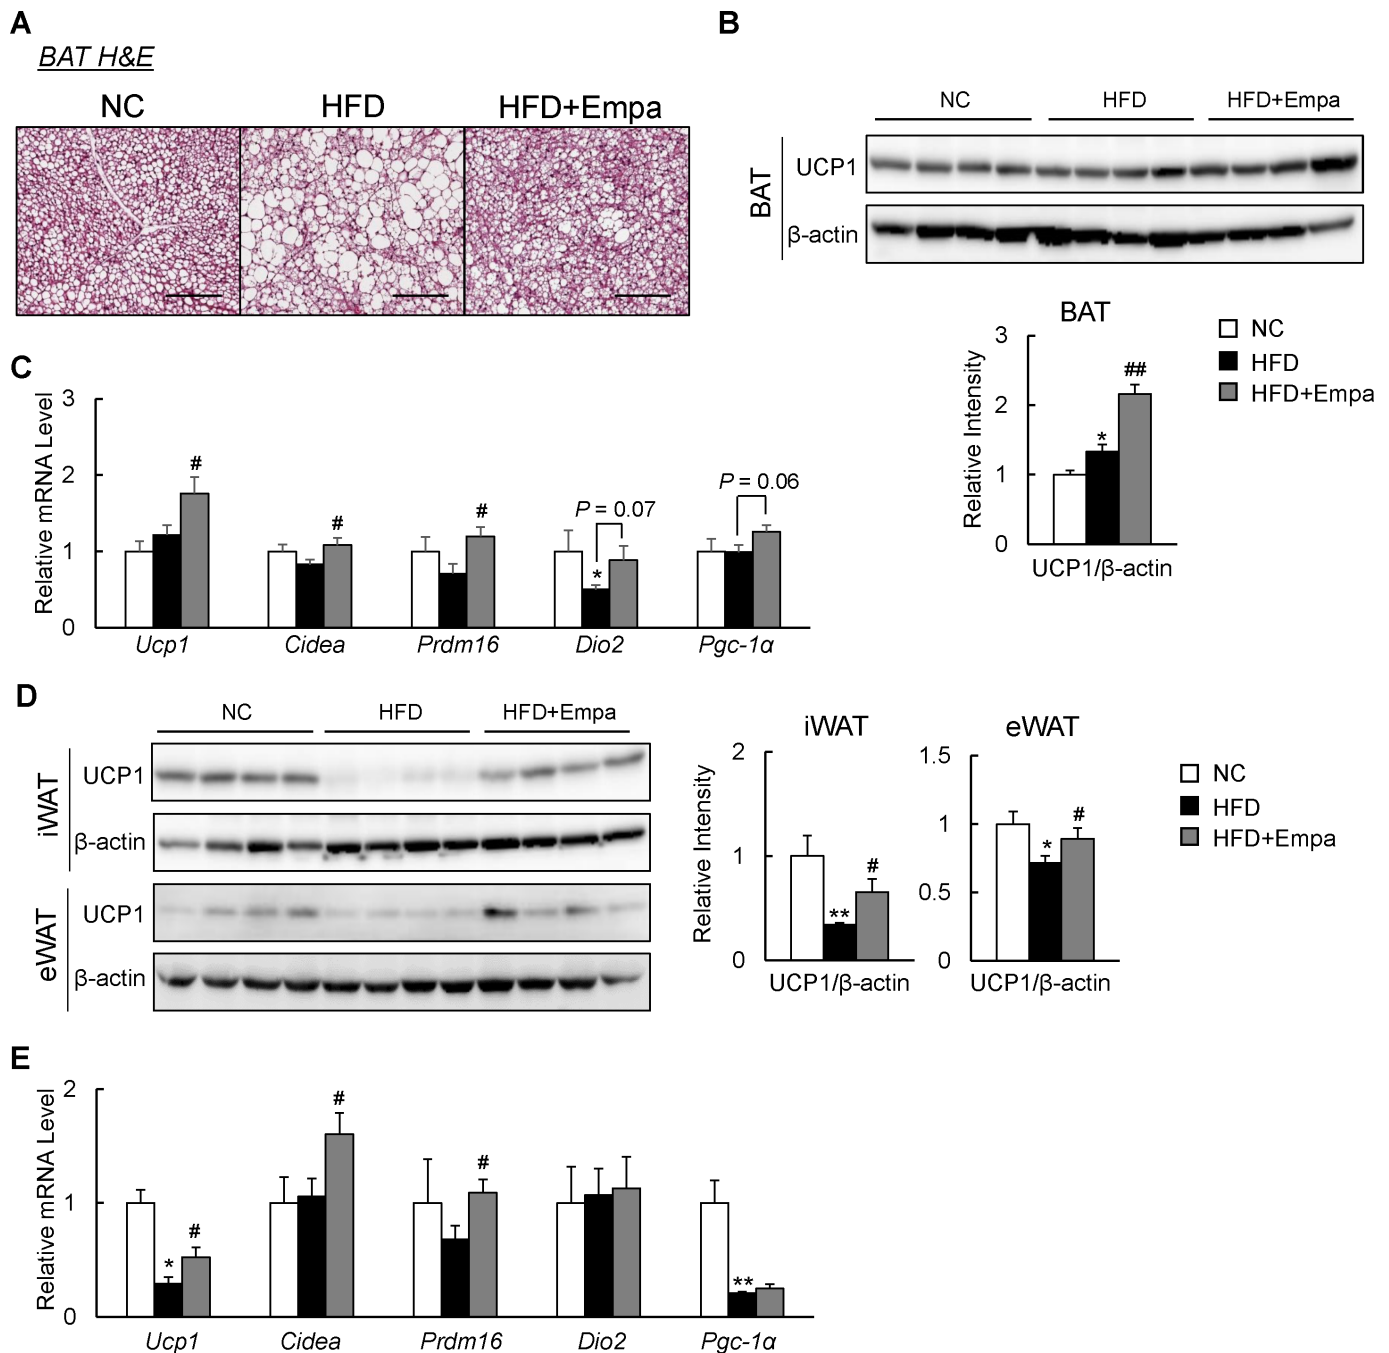 A
BAT H&E
NC HFD HFD+Empa
B
NC HFD HFD+Empa
BAT
UCP1
β-actin
BAT
Relative Intensity
3
2
1
0
*
##
UCP1/β-actin
NC
HFD
HFD+Empa
C
Relative mRNA Level
3
2
1
0
#
#
#
*
P = 0.07
P = 0.06
Ucp1 Cidea Prdm16 Dio2 Pgc-1α
D
NC HFD HFD+Empa
iWAT
UCP1
β-actin
eWAT
UCP1
β-actin
iWAT
Relative Intensity
2
1
0
**
#
UCP1/β-actin
eWAT
1.5
1
0.5
0
*
#
UCP1/β-actin
NC
HFD
HFD+Empa
E
Relative mRNA Level
2
1
0
*
#
#
#
**
Ucp1 Cidea Prdm16 Dio2 Pgc-1α